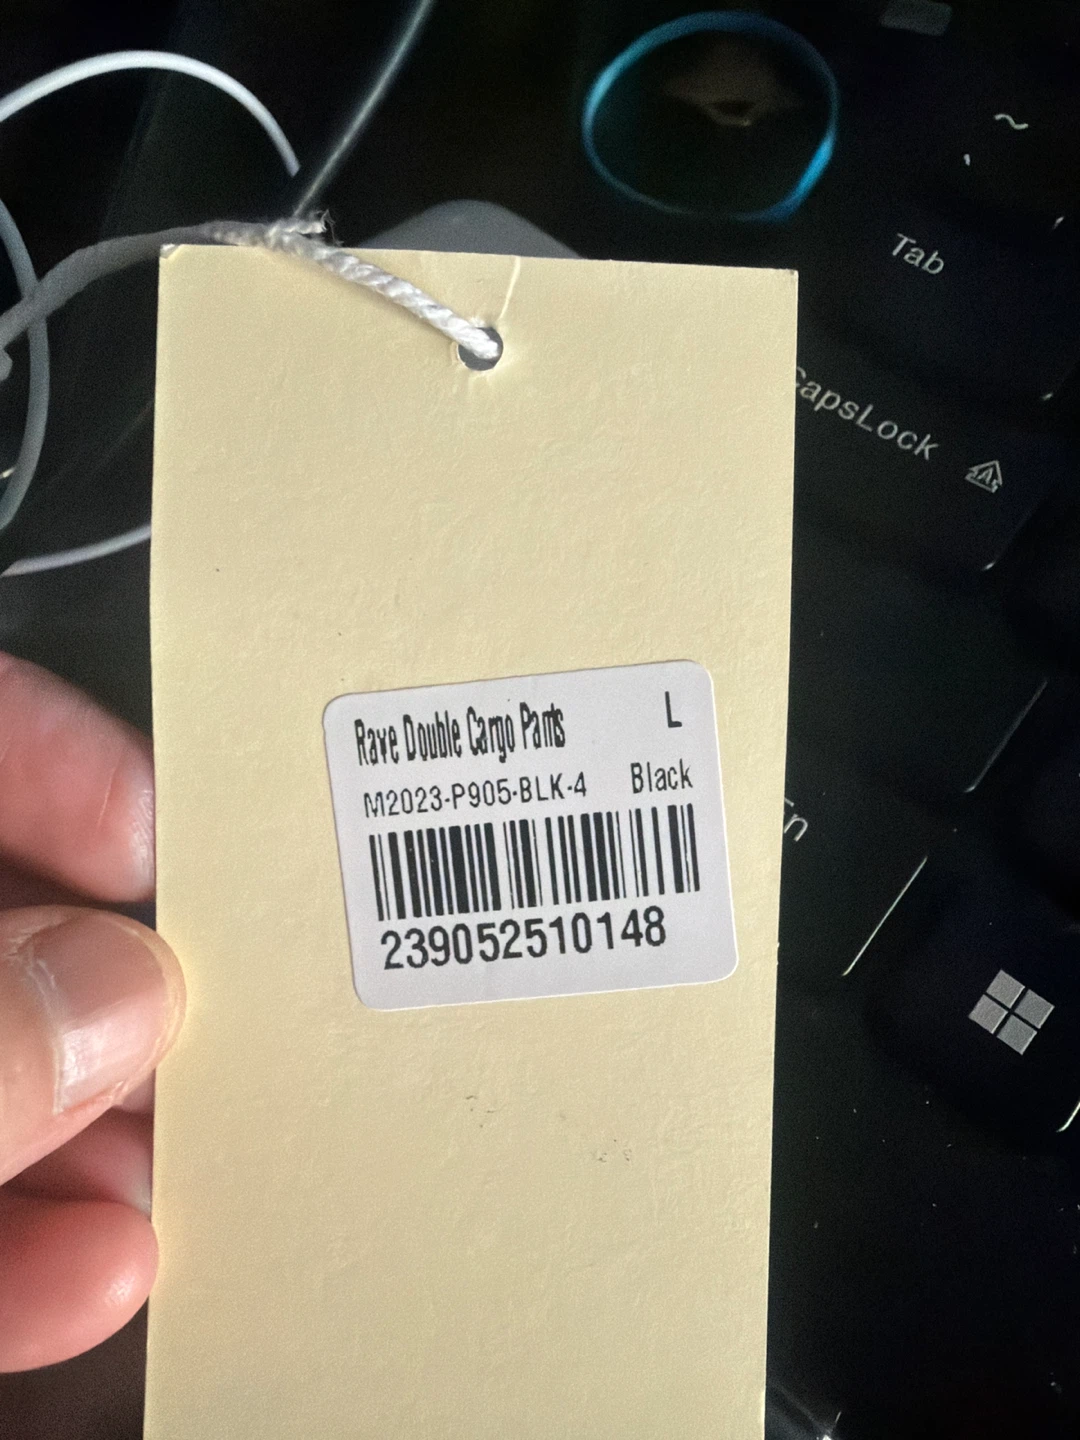 ~
`
Tab
CapsLock
A
Rave Double Cargo Pants L
M2023-P905-BLK-4 Black
239052510148